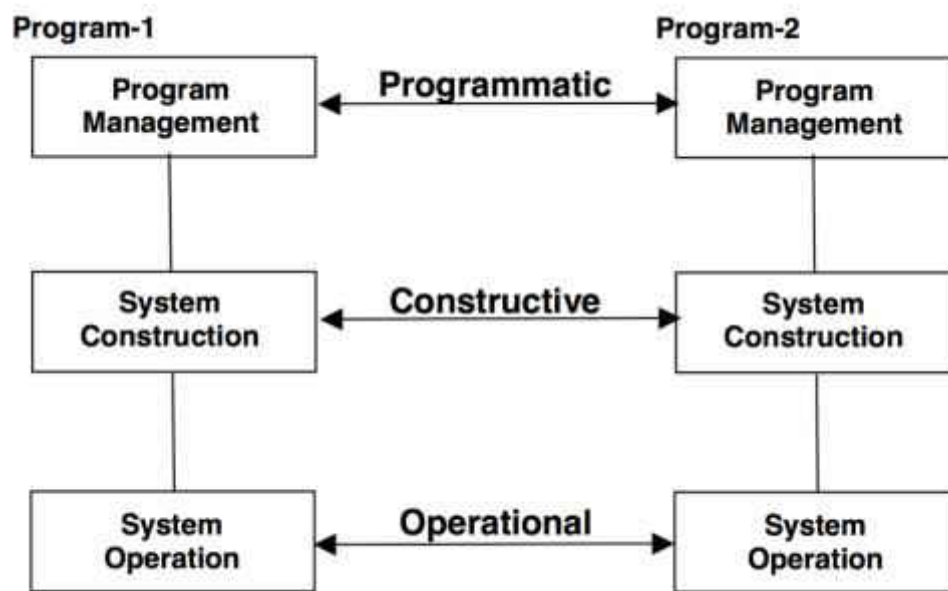 Program-1
Program-2
Program
Management
Programmatic
Program
Management
System
Construction
Constructive
System
Construction
System
Operation
Operational
System
Operation